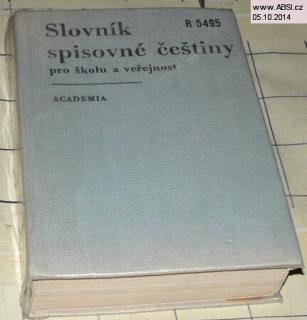 www.ABSI.cz
05.10.2014
R 5495
Slovník
spisovné češtiny
pro školu a veřejnost
ACADEMIA